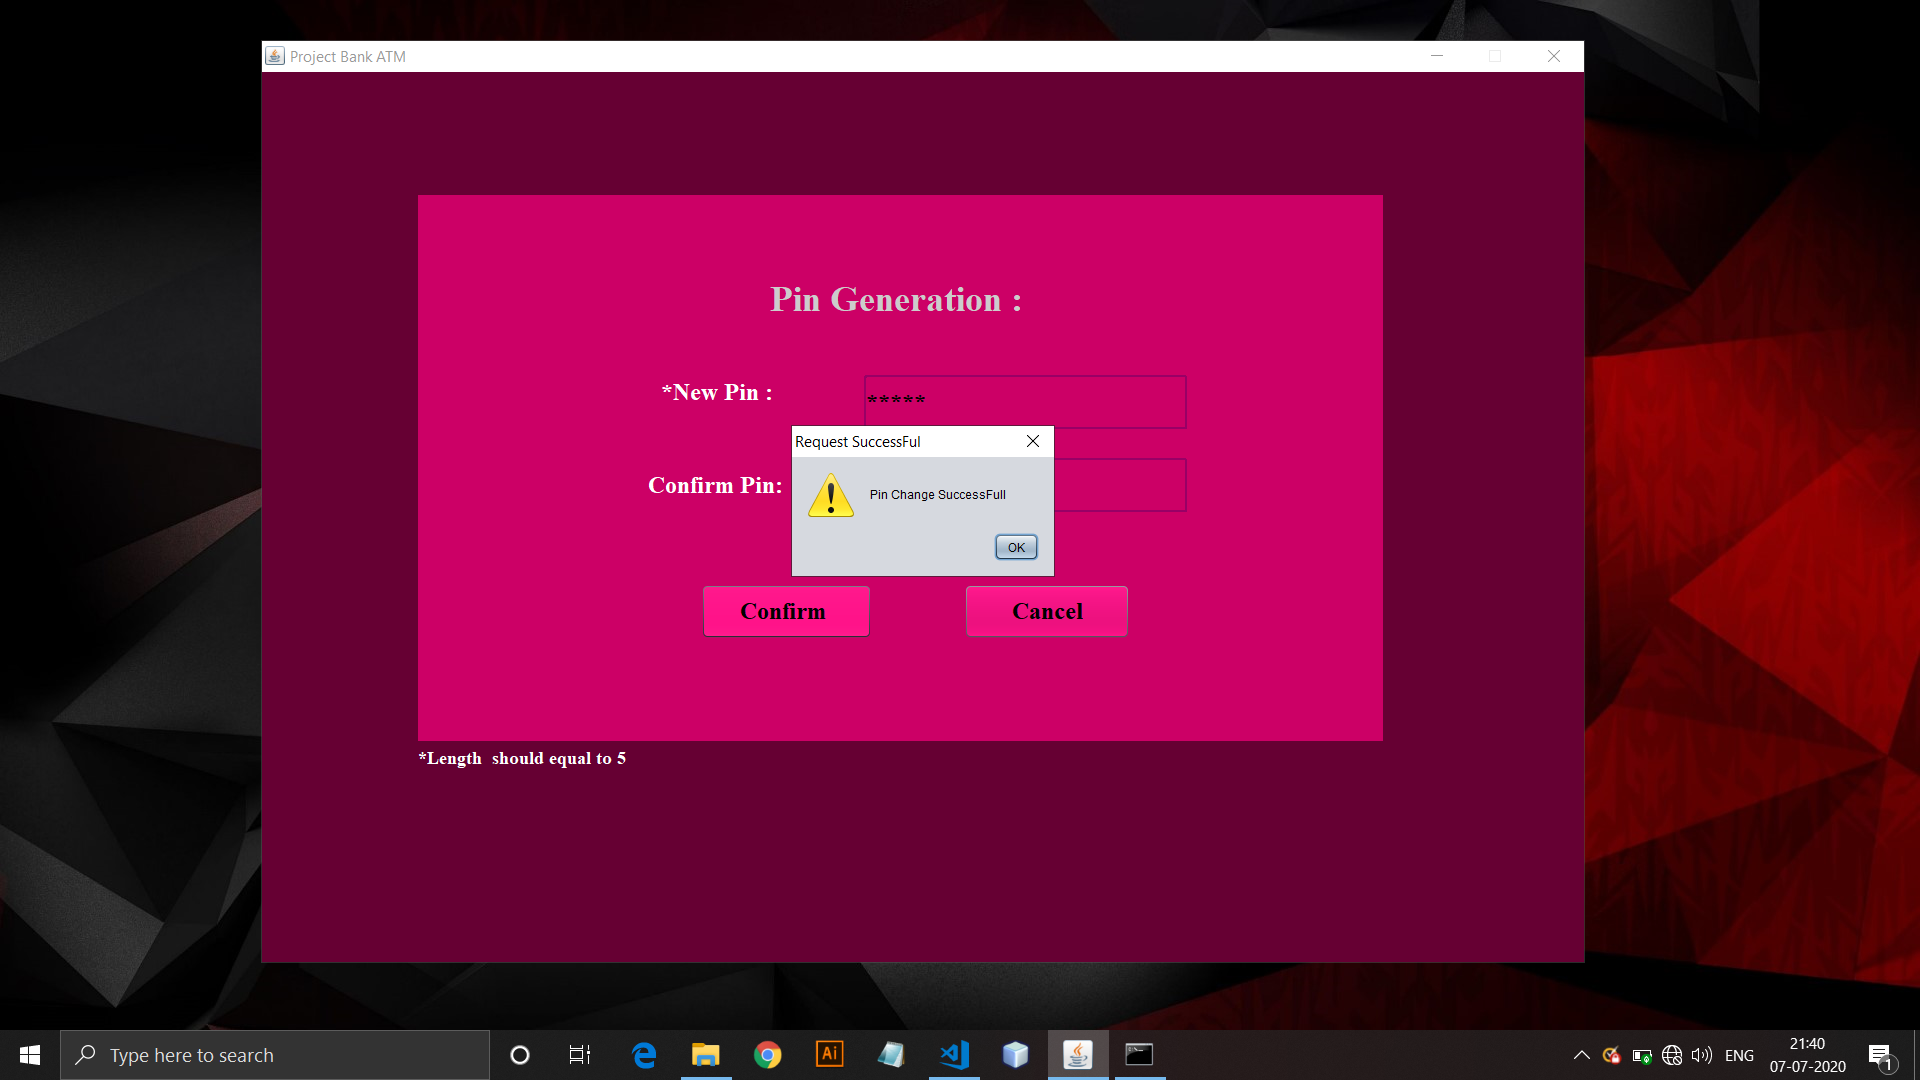 Project Bank ATM
Pin Generation :
*New Pin :
*****
Request SuccessFul
Pin Change SuccessFull
OK
Confirm Pin:
Confirm
Cancel
*Length  should equal to 5
Type here to search
Ai
ENG
21:40
07-07-2020
1